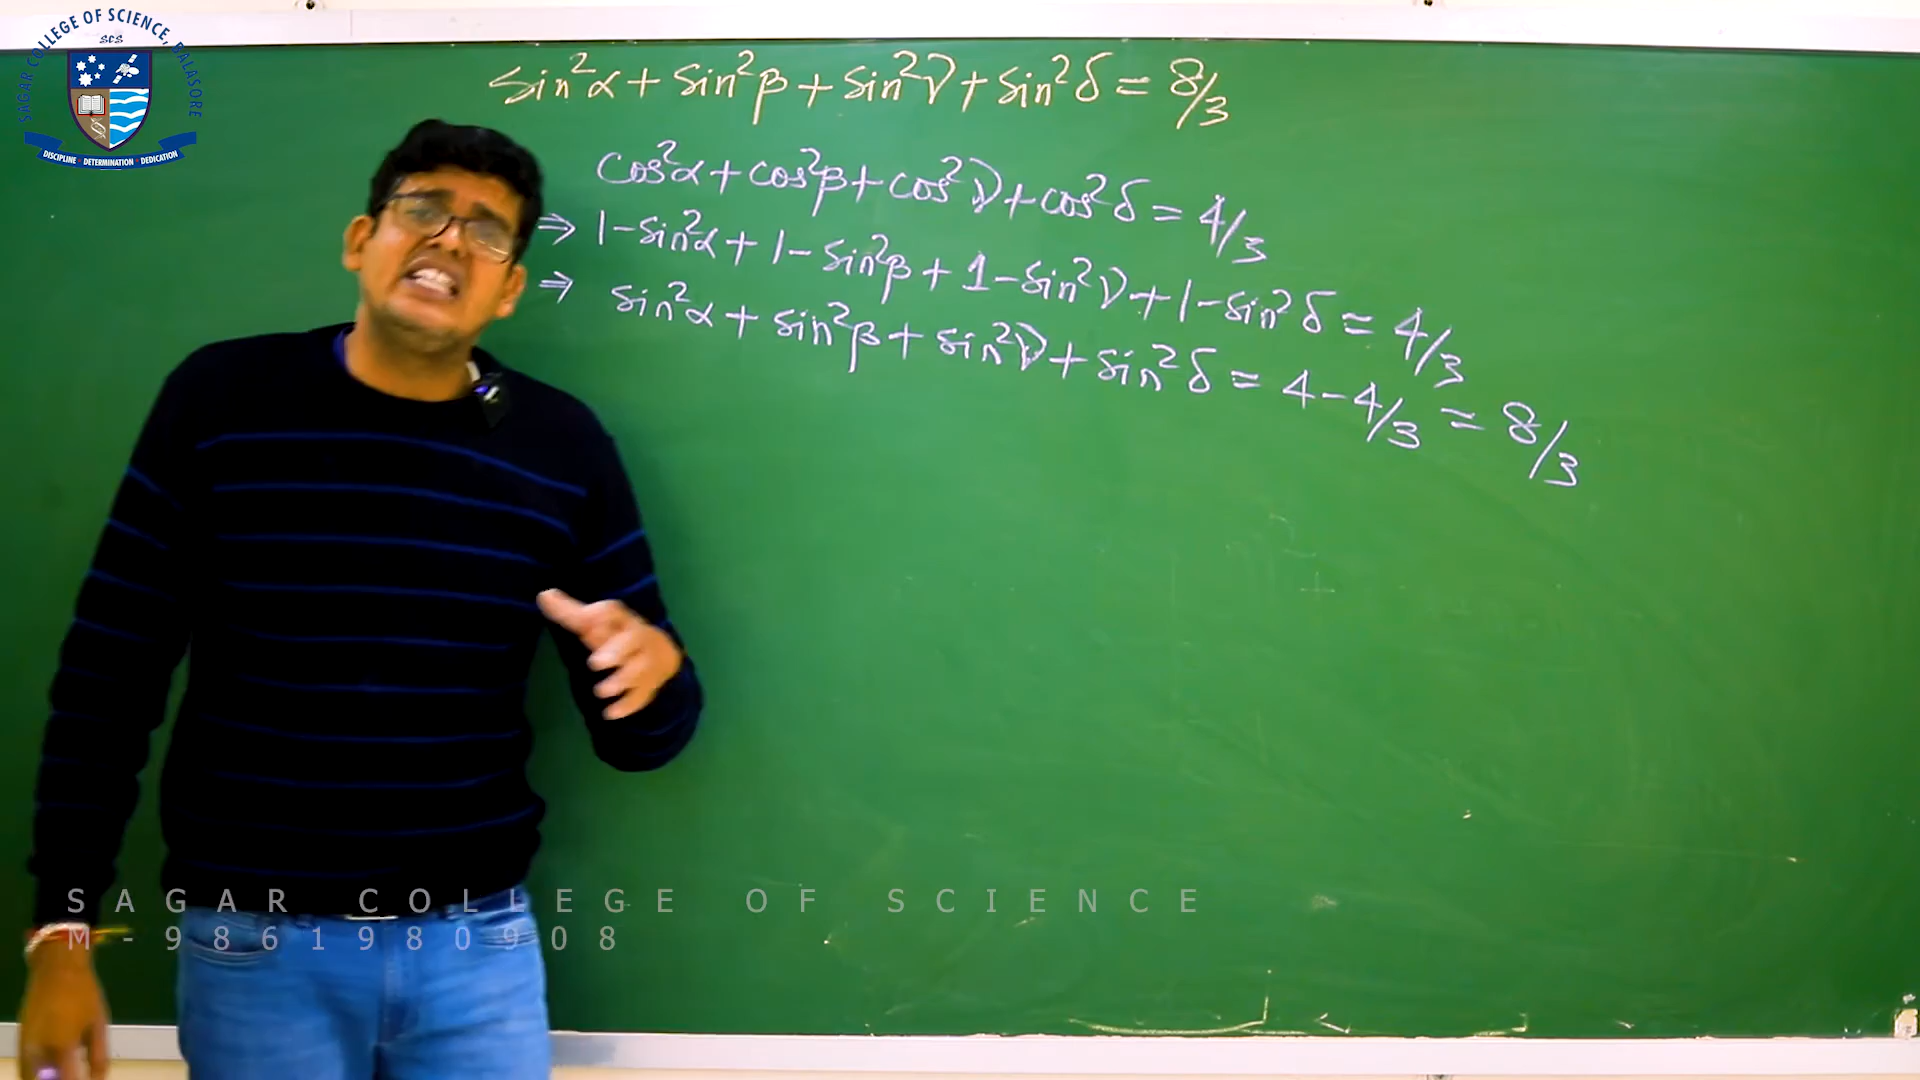 SAGAR COLLEGE OF SCIENCE, BALASORE
SCS
DISCIPLINE DETERMINATION DEDICATION
sin²α + sin²β + sin²γ + sin²δ = 8/3
cos²α + cos²β + cos²γ + cos²δ = 4/3
⇒ 1 - sin²α + 1 - sin²β + 1 - sin²γ + 1 - sin²δ = 4/3
⇒ sin²α + sin²β + sin²γ + sin²δ = 4 - 4/3 = 8/3
SAGAR COLLEGE OF SCIENCE
M-9861980908